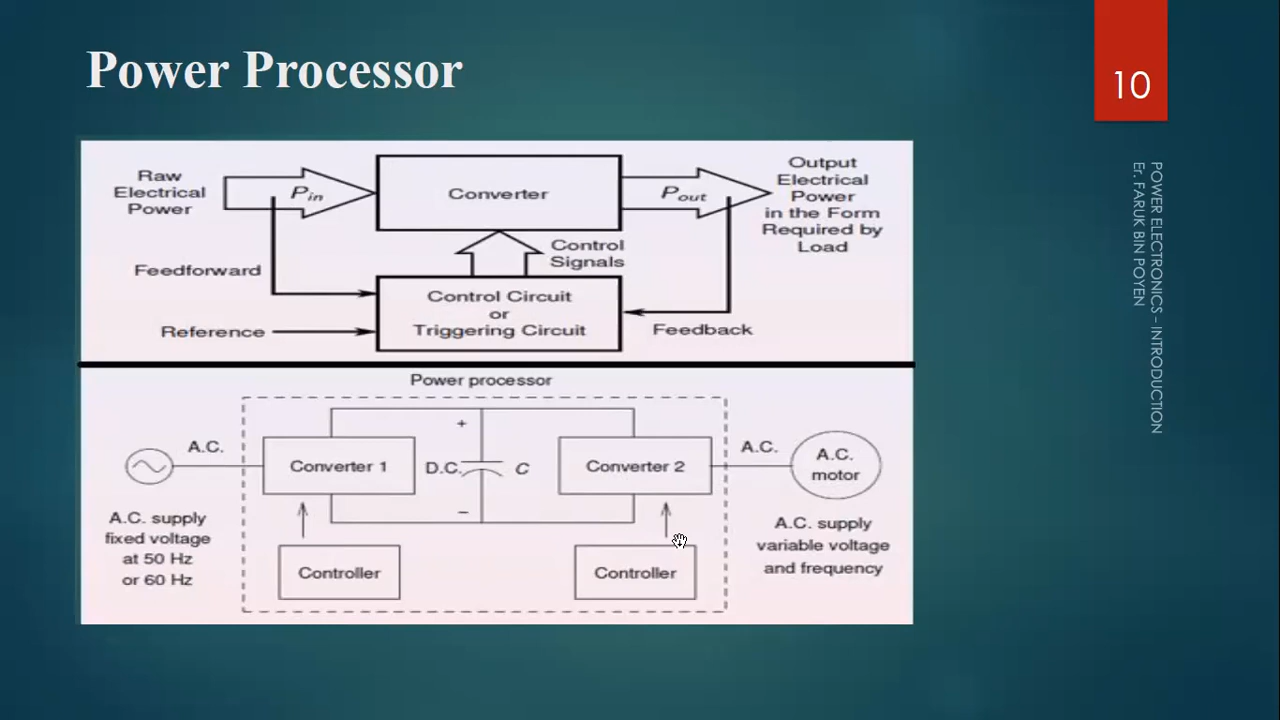 Power Processor
10
POWER ELECTRONICS – INTRODUCTION
Er. FARUK BIN POYEN
Raw
Electrical
Power
Pin
Converter
Pout
Output
Electrical
Power
in the Form
Required by
Load
Control
Signals
Feedforward
Control Circuit
or
Triggering Circuit
Reference
Feedback
Power processor
A.C.
Converter 1
+
D.C.
C
–
Converter 2
A.C.
A.C.
motor
A.C. supply
fixed voltage
at 50 Hz
or 60 Hz
Controller
Controller
A.C. supply
variable voltage
and frequency